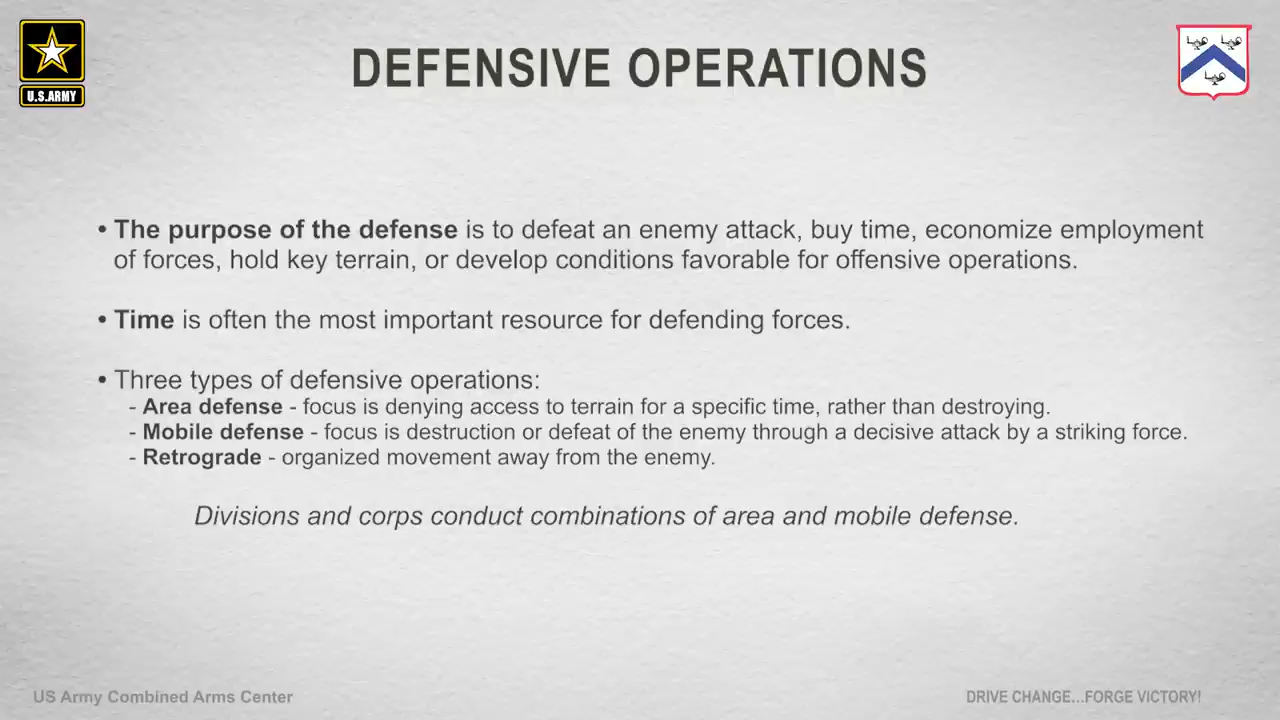 DEFENSIVE OPERATIONS
U.S.ARMY
• The purpose of the defense is to defeat an enemy attack, buy time, economize employment
of forces, hold key terrain, or develop conditions favorable for offensive operations.
• Time is often the most important resource for defending forces.
• Three types of defensive operations:
- Area defense - focus is denying access to terrain for a specific time, rather than destroying.
- Mobile defense - focus is destruction or defeat of the enemy through a decisive attack by a striking force.
- Retrograde - organized movement away from the enemy.
Divisions and corps conduct combinations of area and mobile defense.
US Army Combined Arms Center
DRIVE CHANGE...FORGE VICTORY!